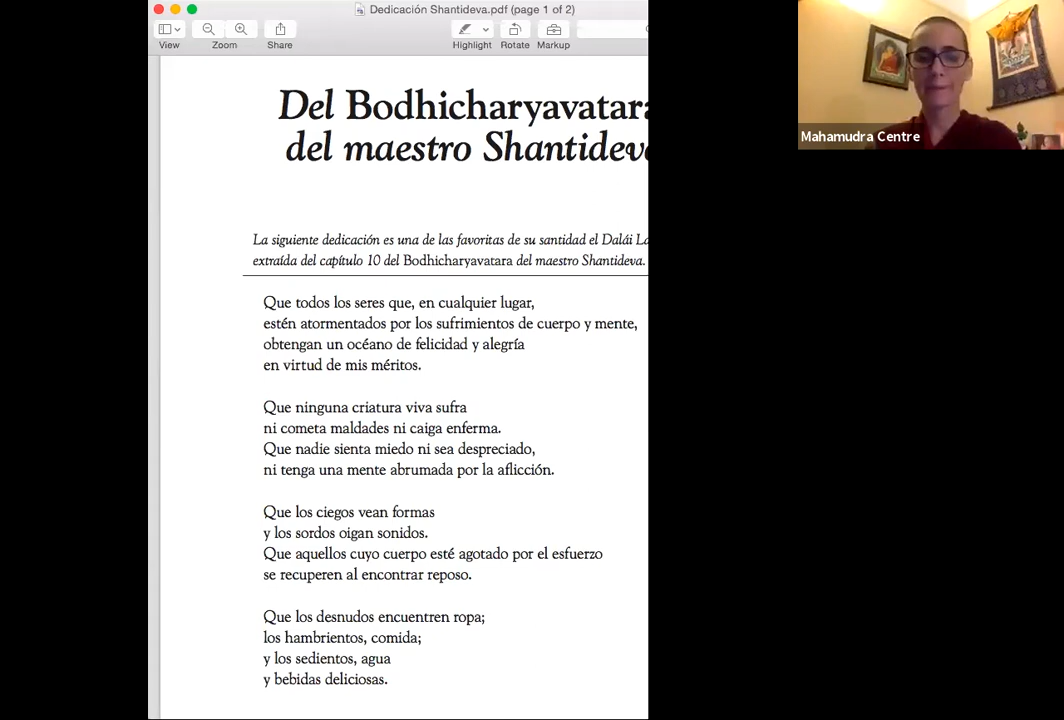 Dedicación Shantideva.pdf (page 1 of 2)
View
Zoom
Share
Highlight
Rotate
Markup
Mahamudra Centre
Del Bodhicharyavatara
del maestro Shantideva
La siguiente dedicación es una de las favoritas de su santidad el Dalái La
extraída del capítulo 10 del Bodhicharyavatara del maestro Shantideva.
Que todos los seres que, en cualquier lugar,
estén atormentados por los sufrimientos de cuerpo y mente,
obtengan un océano de felicidad y alegría
en virtud de mis méritos.
Que ninguna criatura viva sufra
ni cometa maldades ni caiga enferma.
Que nadie sienta miedo ni sea despreciado,
ni tenga una mente abrumada por la aflicción.
Que los ciegos vean formas
y los sordos oigan sonidos.
Que aquellos cuyo cuerpo esté agotado por el esfuerzo
se recuperen al encontrar reposo.
Que los desnudos encuentren ropa;
los hambrientos, comida;
y los sedientos, agua
y bebidas deliciosas.